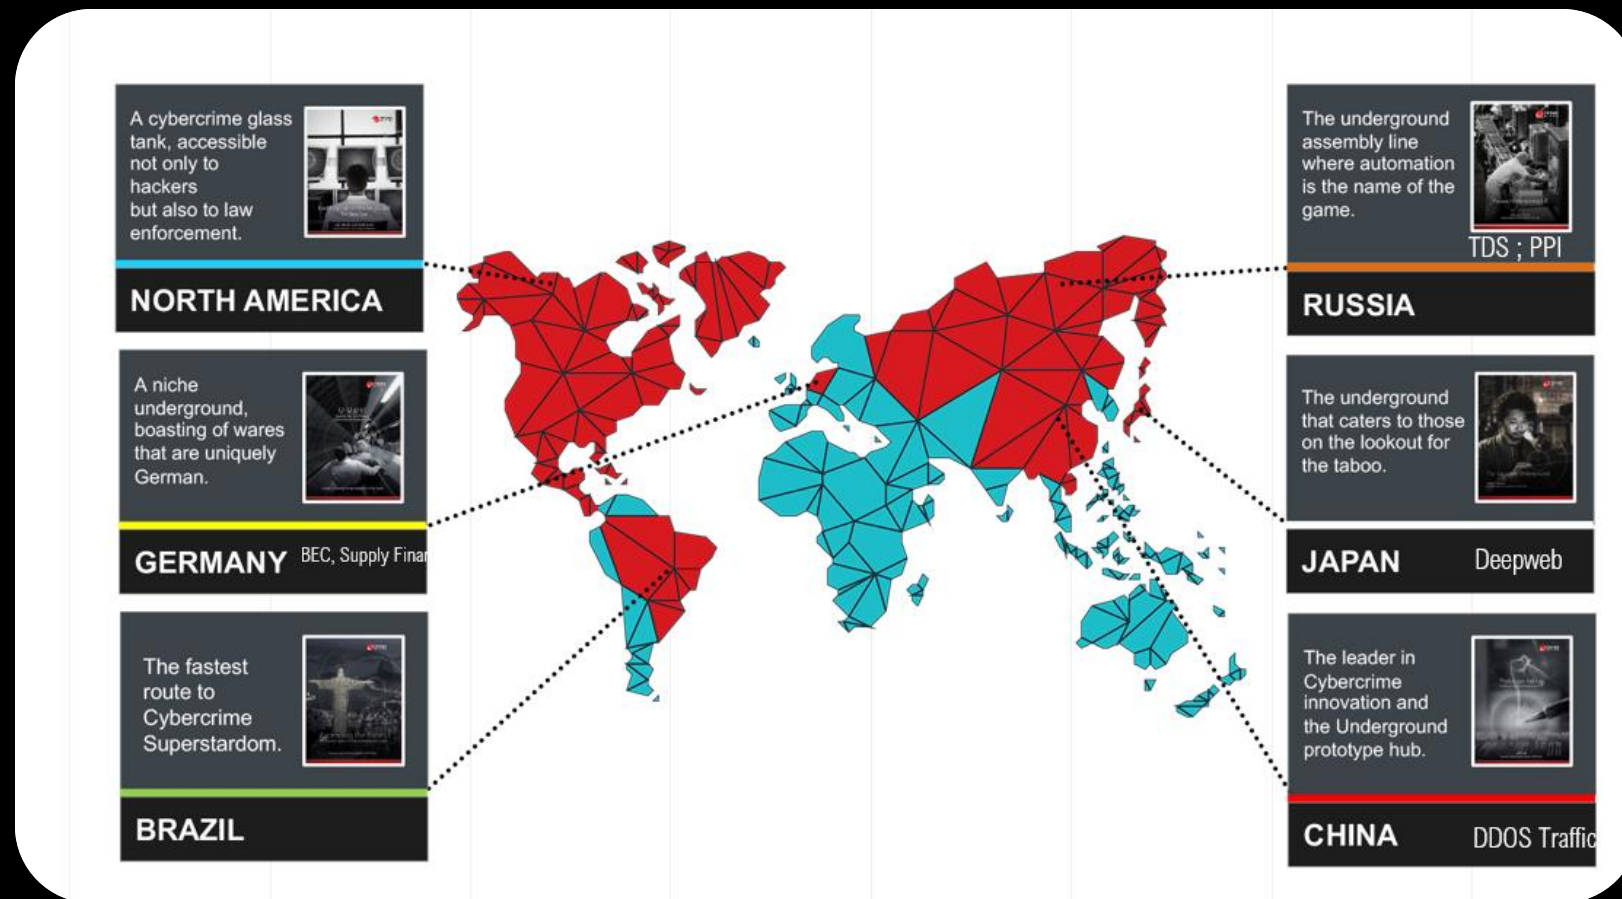 A cybercrime glass
tank, accessible
not only to
hackers
but also to law
enforcement.
NORTH AMERICA
A niche
underground,
boasting of wares
that are uniquely
German.
GERMANY
BEC, Supply Finan
The fastest
route to
Cybercrime
Superstardom.
BRAZIL
The underground
assembly line
where automation
is the name of the
game.
TDS ; PPI
RUSSIA
The underground
that caters to those
on the lookout for
the taboo.
JAPAN
Deepweb
The leader in
Cybercrime
innovation and
the Underground
prototype hub.
CHINA
DDOS Traffic